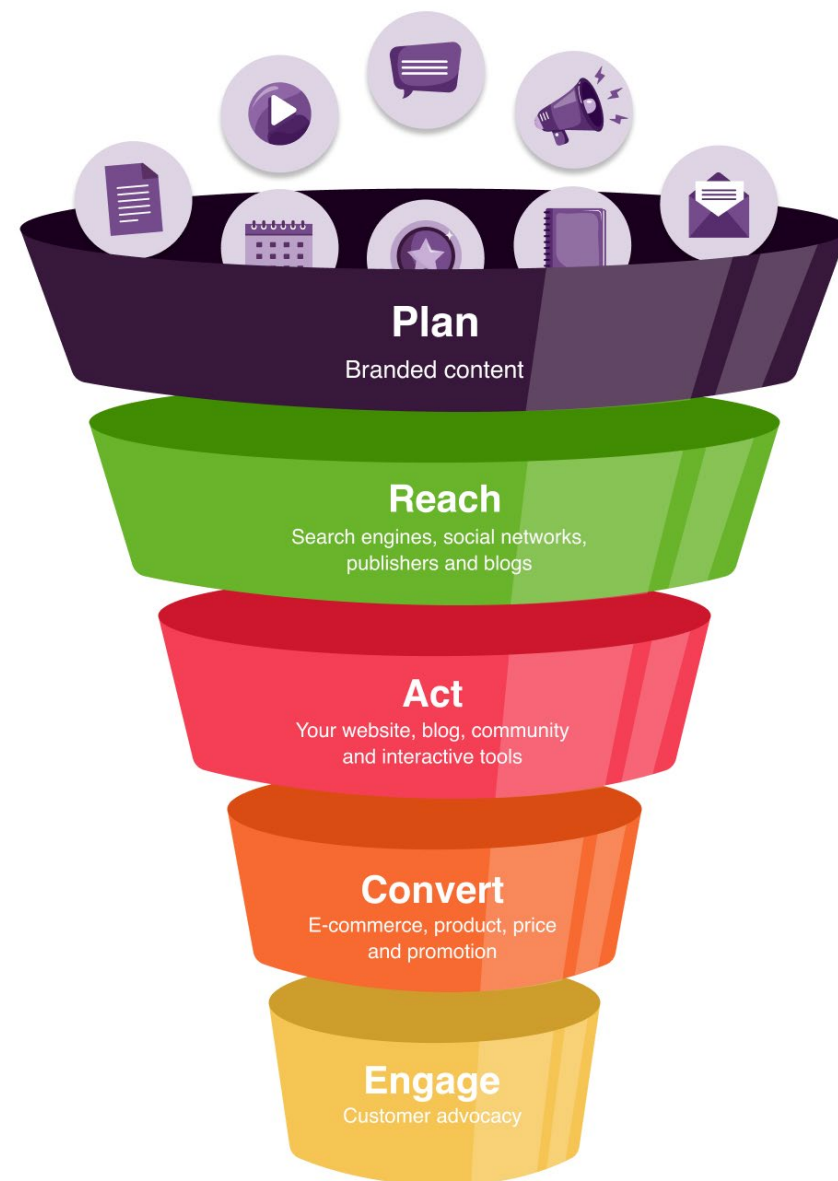 Plan
Branded content
Reach
Search engines, social networks,
publishers and blogs
Act
Your website, blog, community
and interactive tools
Convert
E-commerce, product, price
and promotion
Engage
Customer advocacy